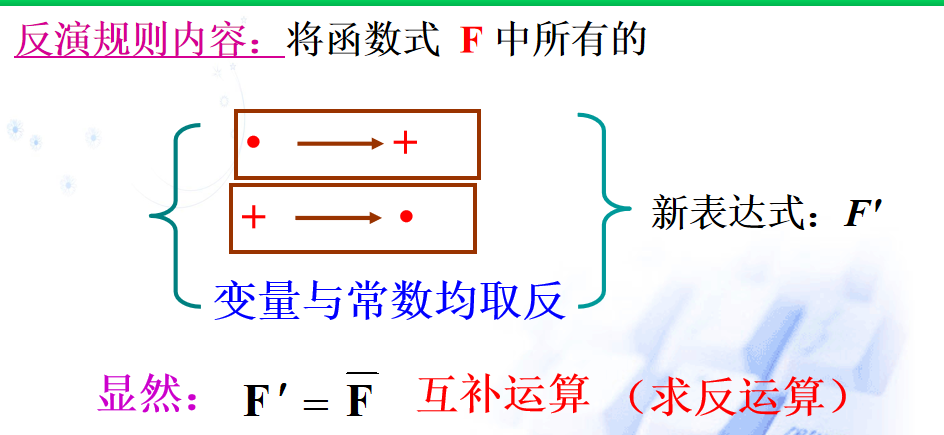 反演规则内容：将函数式 F 中所有的
• → +
+ → •
变量与常数均取反
新表达式：F′
显然： F′ = F̅ 互补运算 （求反运算）